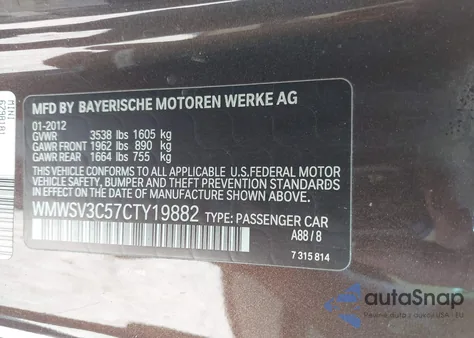 MFD BY BAYERISCHE MOTOREN WERKE AG
01-2012
GVWR 3538 lbs 1605 kg
GAWR FRONT 1962 lbs 890 kg
GAWR REAR 1664 lbs 755 kg
THIS VEHICLE CONFORMS TO ALL APPLICABLE U.S.FEDERAL MOTOR
VEHICLE SAFETY, BUMPER, AND THEFT PREVENTION STANDARDS
IN EFFECT ON THE DATE OF MANUFACTURE SHOWN ABOVE.
WMWSV3C57CTY19882 TYPE: PASSENGER CAR
A88/8
7 315 814
MINI
autoSnap